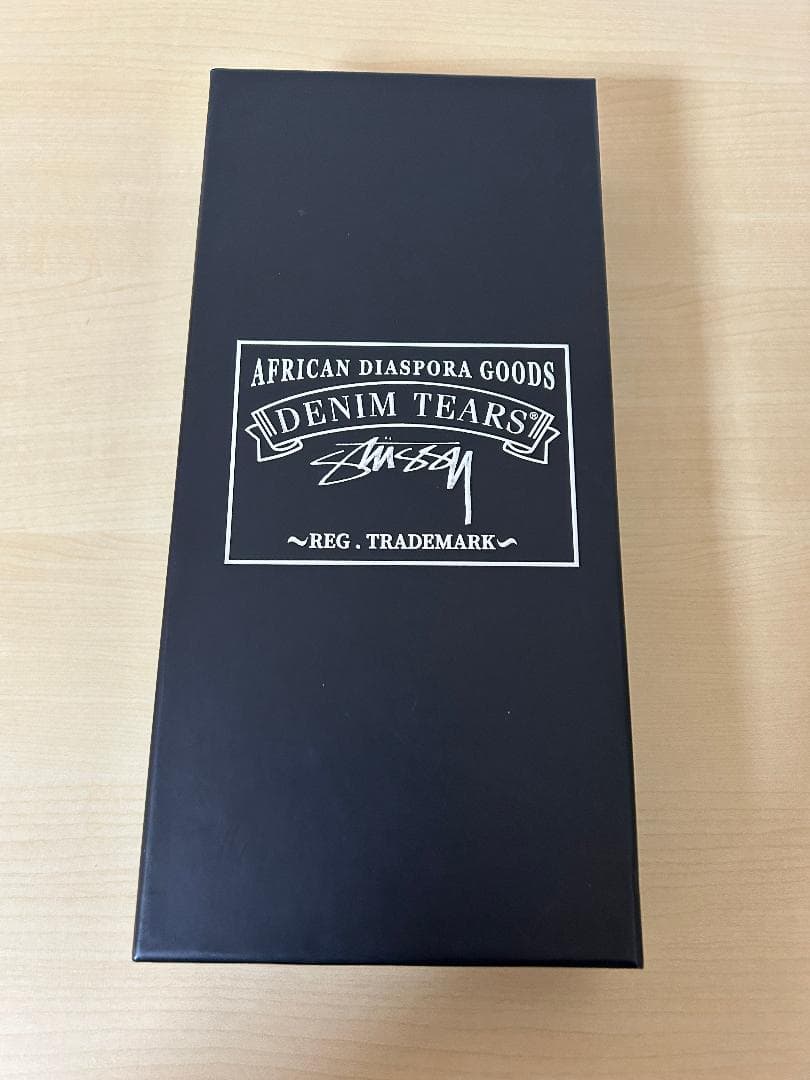 AFRICAN DIASPORA GOODS
DENIM TEARS®
Stüssy
~REG . TRADEMARK~